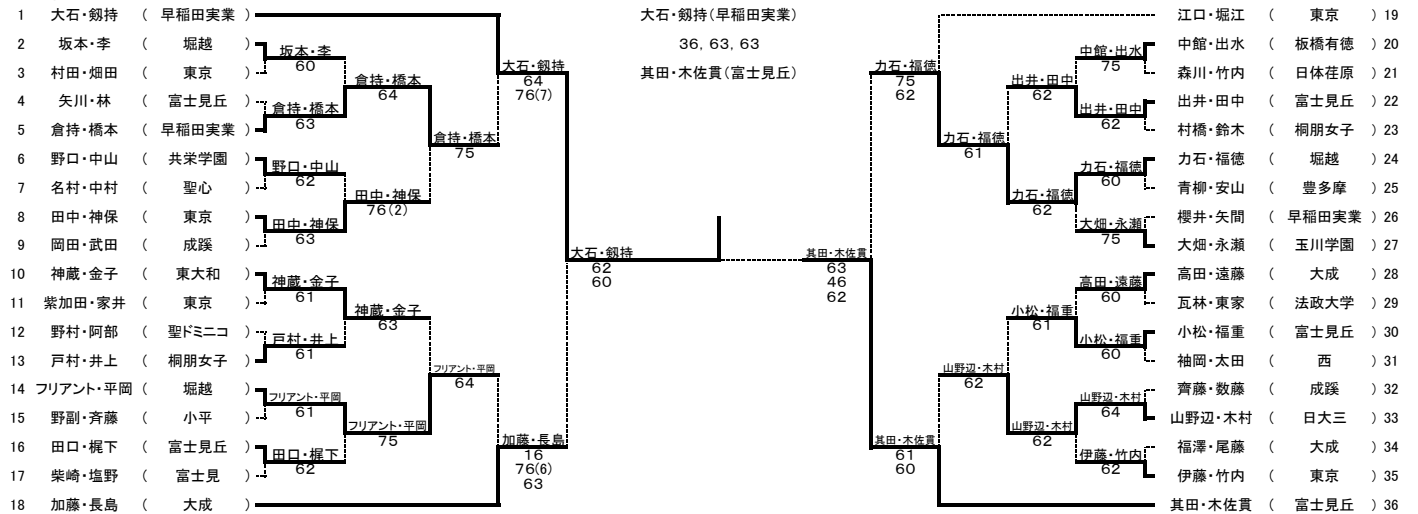 1 大石・剱持 ( 早稲田実業 )
2 坂本・李 ( 堀越 )
3 村田・畑田 ( 東京 )
4 矢川・林 ( 富士見丘 )
5 倉持・橋本 ( 早稲田実業 )
6 野口・中山 ( 共栄学園 )
7 名村・中村 ( 聖心 )
8 田中・神保 ( 東京 )
9 岡田・武田 ( 成蹊 )
10 神蔵・金子 ( 東大和 )
11 紫加田・家井 ( 東京 )
12 野村・阿部 ( 聖ドミニコ )
13 戸村・井上 ( 桐朋女子 )
14 フリアント・平岡 ( 堀越 )
15 野副・斉藤 ( 小平 )
16 田口・梶下 ( 富士見丘 )
17 柴崎・塩野 ( 富士見 )
18 加藤・長島 ( 大成 )
坂本・李
60
倉持・橋本
63
野口・中山
62
田中・神保
63
神蔵・金子
61
戸村・井上
61
フリアント・平岡
61
田口・梶下
62
倉持・橋本
64
田中・神保
76(2)
神蔵・金子
63
フリアント・平岡
75
倉持・橋本
75
フリアント・平岡
64
大石・剱持
64
76(7)
加藤・長島
16
76(6)
63
大石・剱持
62
60
大石・剱持(早稲田実業)
36, 63, 63
其田・木佐貫(富士見丘)
其田・木佐貫
63
46
62
力石・福徳
75
62
其田・木佐貫
61
60
力石・福徳
61
山野辺・木村
62
出井・田中
62
力石・福徳
62
小松・福重
61
山野辺・木村
62
中館・出水
75
出井・田中
62
力石・福徳
60
大畑・永瀬
75
高田・遠藤
60
小松・福重
60
山野辺・木村
64
伊藤・竹内
62
江口・堀江 ( 東京 ) 19
中館・出水 ( 板橋有徳 ) 20
森川・竹内 ( 日体荏原 ) 21
出井・田中 ( 富士見丘 ) 22
村橋・鈴木 ( 桐朋女子 ) 23
力石・福徳 ( 堀越 ) 24
青柳・安山 ( 豊多摩 ) 25
櫻井・矢間 ( 早稲田実業 ) 26
大畑・永瀬 ( 玉川学園 ) 27
高田・遠藤 ( 大成 ) 28
瓦林・東家 ( 法政大学 ) 29
小松・福重 ( 富士見丘 ) 30
袖岡・太田 ( 西 ) 31
齊藤・数藤 ( 成蹊 ) 32
山野辺・木村 ( 日大三 ) 33
福澤・尾藤 ( 大成 ) 34
伊藤・竹内 ( 東京 ) 35
其田・木佐貫 ( 富士見丘 ) 36